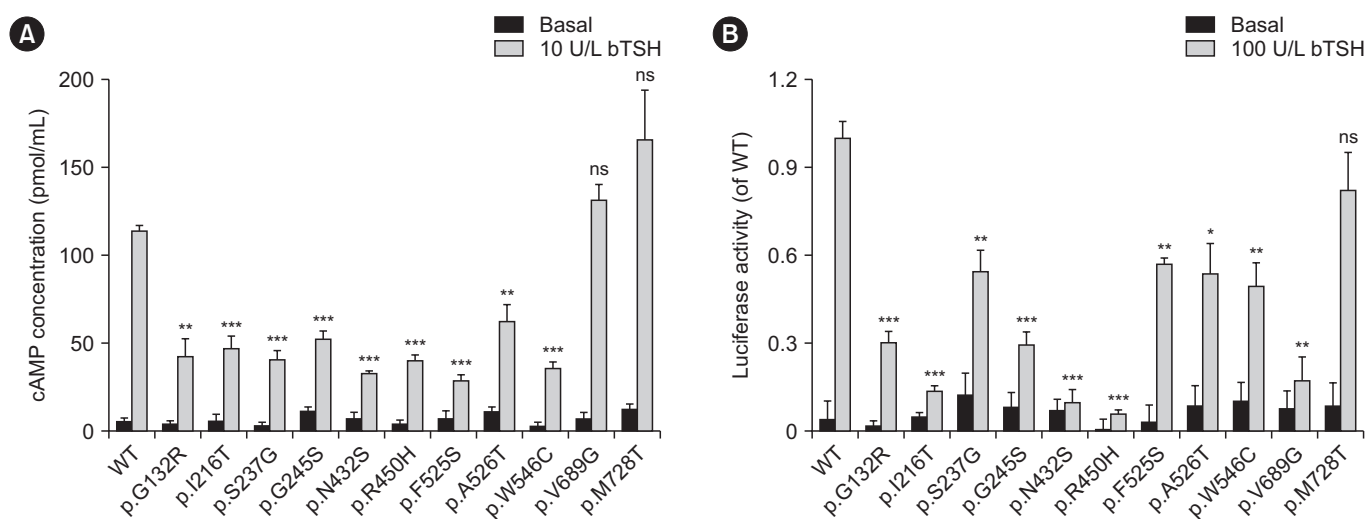 A
Basal
10 U/L bTSH
cAMP concentration (pmol/mL)
200
150
100
50
0
**
***
***
***
***
***
***
**
***
ns
ns
WT
p.G132R
p.I216T
p.S237G
p.G245S
p.N432S
p.R450H
p.F525S
p.A526T
p.W546C
p.V689G
p.M728T
B
Basal
100 U/L bTSH
Luciferase activity (of WT)
1.2
0.9
0.6
0.3
0
***
***
**
***
***
***
**
*
**
**
ns
WT
p.G132R
p.I216T
p.S237G
p.G245S
p.N432S
p.R450H
p.F525S
p.A526T
p.W546C
p.V689G
p.M728T